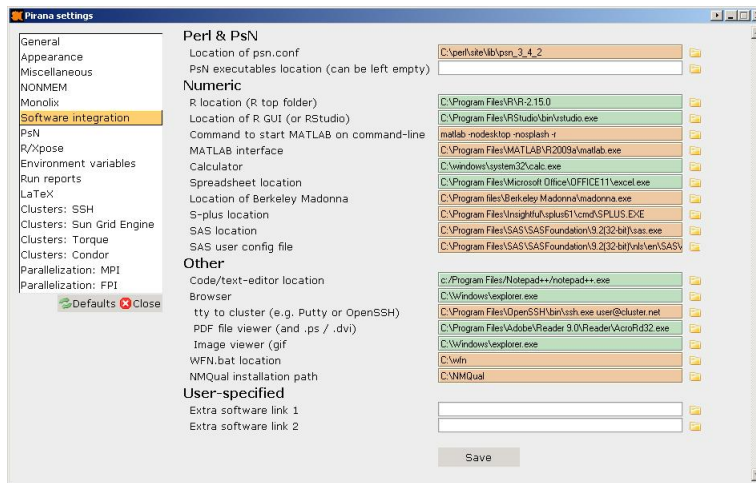 Pirana settings
General
Appearance
Miscellaneous
NONMEM
Monolix
Software integration
PsN
R/Xpose
Environment variables
Run reports
LaTeX
Clusters: SSH
Clusters: Sun Grid Engine
Clusters: Torque
Clusters: Condor
Parallelization: MPI
Parallelization: FPI
Defaults Close
Perl & PsN
Location of psn.conf C:\perl\site\lib\psn_3_4_2
PsN executables location (can be left empty)
Numeric
R location (R top folder) C:\Program Files\R\R-2.15.0
Location of R GUI (or RStudio) C:\Program Files\RStudio\bin\rstudio.exe
Command to start MATLAB on command-line matlab -nodesktop -nosplash -r
MATLAB interface C:\Program Files\MATLAB\R2009a\matlab.exe
Calculator C:\windows\system32\calc.exe
Spreadsheet location C:\Program Files\Microsoft Office\OFFICE11\excel.exe
Location of Berkeley Madonna C:\Program files\Berkeley Madonna\madonna.exe
S-plus location C:\Program Files\Insightful\splus61\cmd\SPLUS.EXE
SAS location C:\Program Files\SAS\SASFoundation\9.2(32-bit)\sas.exe
SAS user config file C:\Program Files\SAS\SASFoundation\9.2(32-bit)\nls\en\SASV
Other
Code/text-editor location c:/Program Files/Notepad++/notepad++.exe
Browser C:\Windows\explorer.exe
tty to cluster (e.g. Putty or OpenSSH) C:\Program Files\OpenSSH\bin\ssh.exe user@cluster.net
PDF file viewer (and .ps / .dvi) C:\Program Files\Adobe\Reader 9.0\Reader\AcroRd32.exe
Image viewer (gif C:\Windows\explorer.exe
WFN.bat location C:\wfn
NMQual installation path C:\NMQual
User-specified
Extra software link 1
Extra software link 2
Save